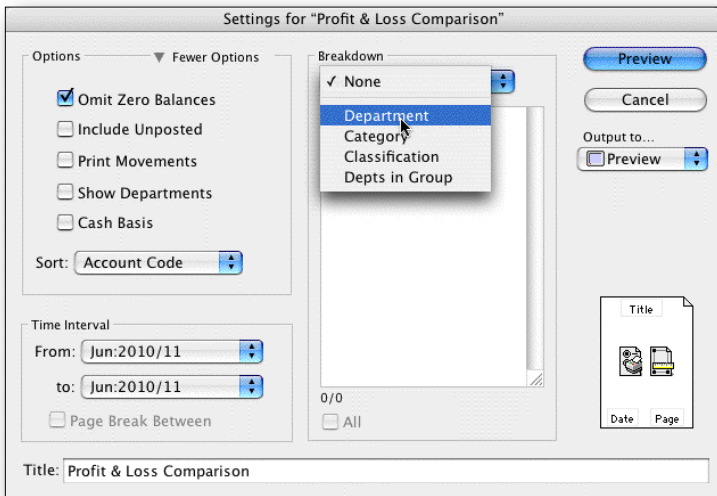 Settings for “Profit & Loss Comparison”
Options
Fewer Options
Omit Zero Balances
Include Unposted
Print Movements
Show Departments
Cash Basis
Sort: Account Code
Time Interval
From: Jun:2010/11
to: Jun:2010/11
Page Break Between
Breakdown
✓ None
Department
Category
Classification
Depts in Group
0/0
All
Preview
Cancel
Output to...
Preview
Title
Date Page
Title: Profit & Loss Comparison